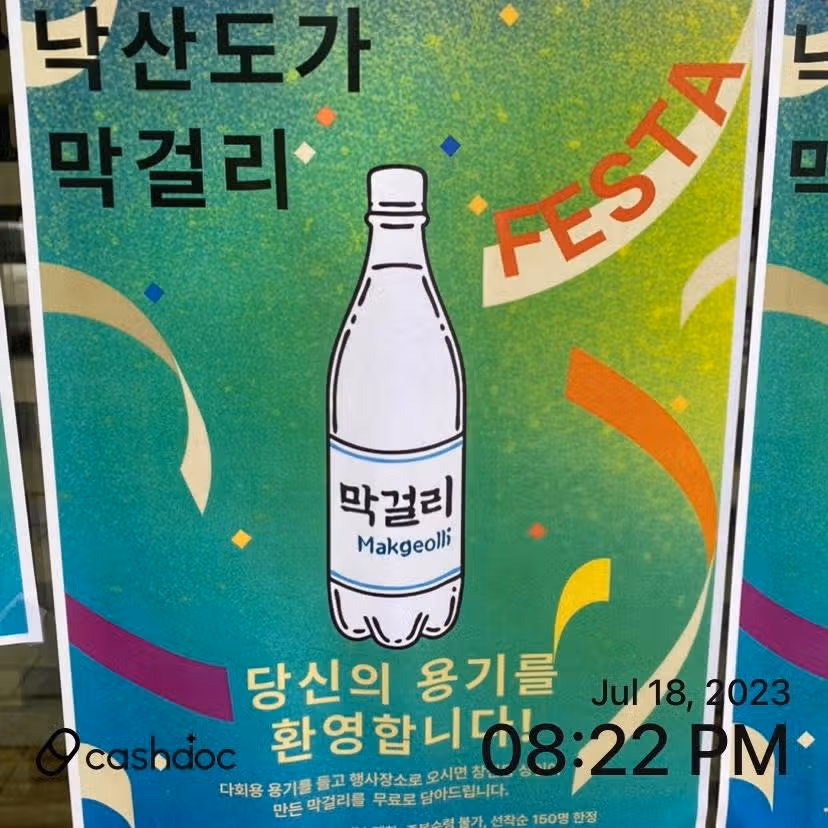 낙산도가
막걸리
FESTA
막걸리
Makgeolli
당신의 용기를
환영합니다!
다회용 용기를 들고 행사장소로 오시면
만든 막걸리를 무료로 담아드립니다.
불가, 선착순 150명 한정
Jul 18, 2023
08:22 PM
cashdoc